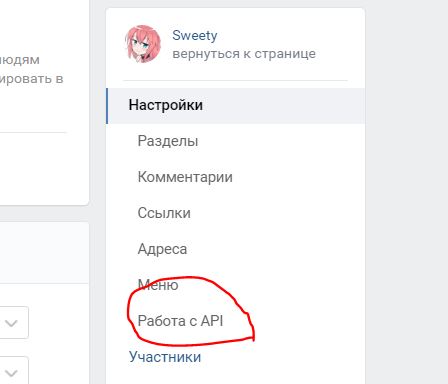 людям
ировать в
Sweety
вернуться к странице
Настройки
Разделы
Комментарии
Ссылки
Адреса
Меню
Работа с API
Участники